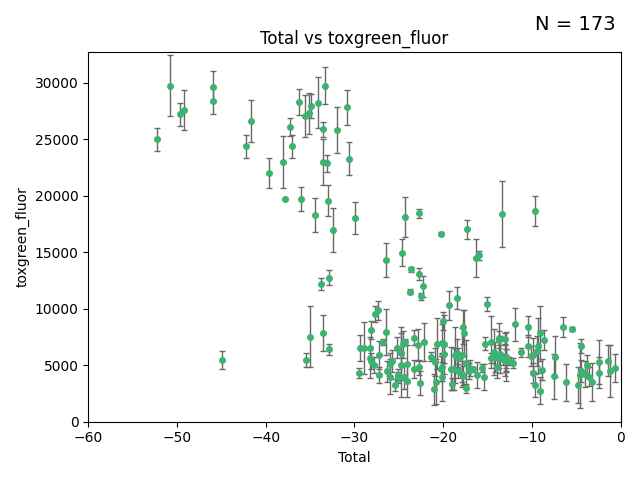 N = 173
Total vs toxgreen_fluor
toxgreen_fluor
30000
25000
20000
15000
10000
5000
0
−60 −50 −40 −30 −20 −10 0
Total